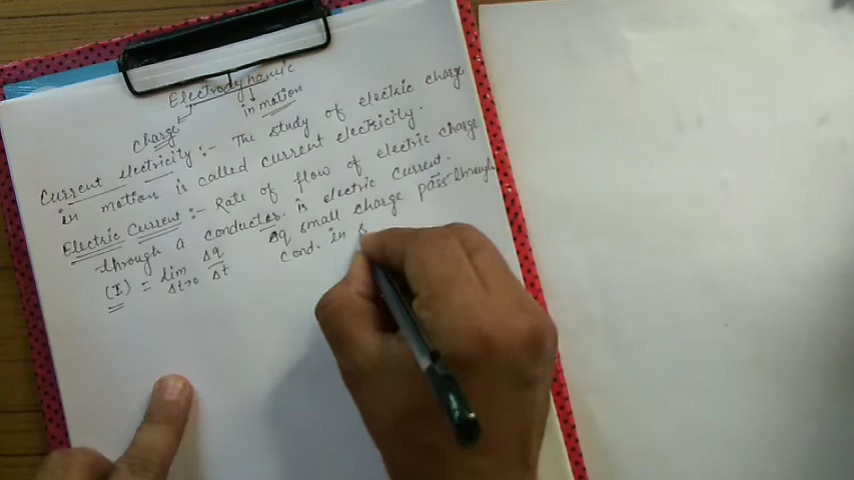 Electrodynamic
Charge in motion
Current electricity :- The study of electric charge
in motion is called current electricity.
Electric Current :- Rate of flow of electric charge
through a conductor is electric current.
(I) = lim Δq/Δt Δq small charge pass through
Δt→0 cond. in